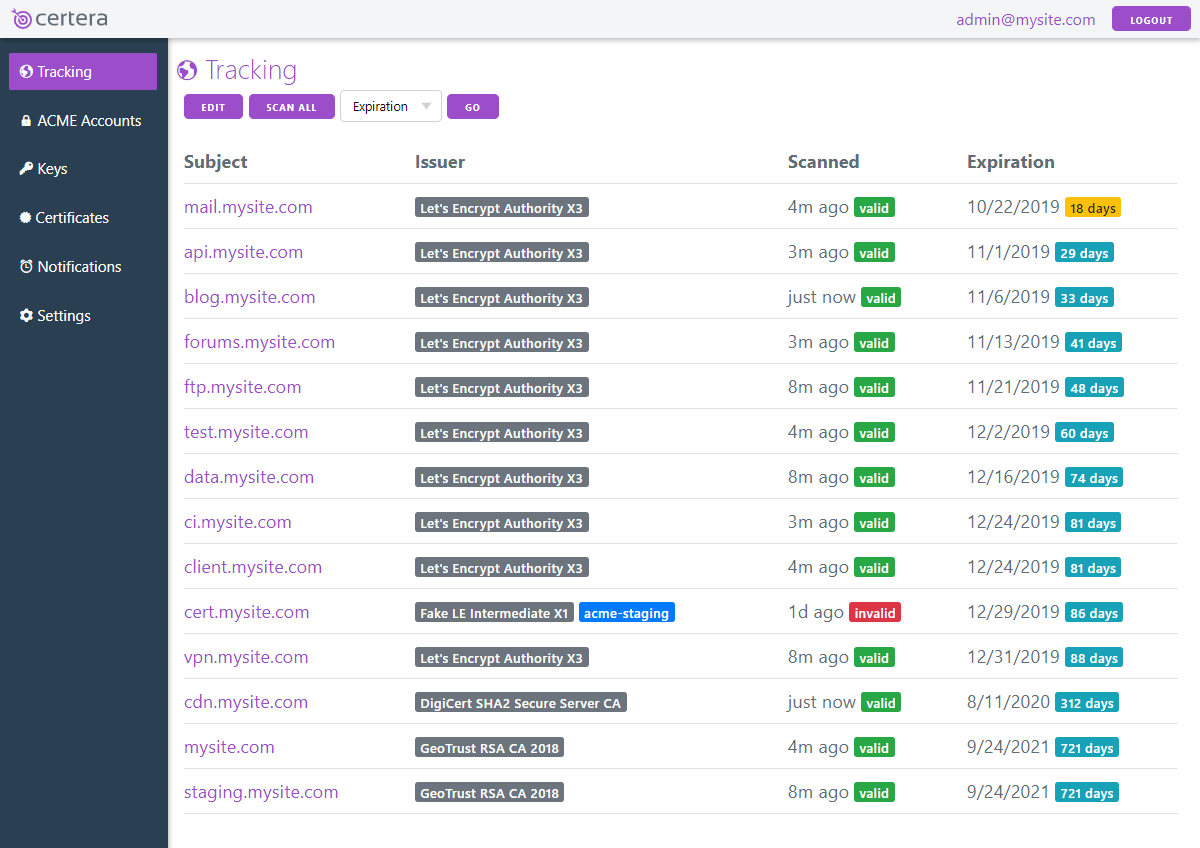 certera
admin@mysite.com LOGOUT
Tracking
ACME Accounts
Keys
Certificates
Notifications
Settings
Tracking
EDIT SCAN ALL Expiration GO
Subject Issuer Scanned Expiration
mail.mysite.com Let's Encrypt Authority X3 4m ago valid 10/22/2019 18 days
api.mysite.com Let's Encrypt Authority X3 3m ago valid 11/1/2019 29 days
blog.mysite.com Let's Encrypt Authority X3 just now valid 11/6/2019 33 days
forums.mysite.com Let's Encrypt Authority X3 3m ago valid 11/13/2019 41 days
ftp.mysite.com Let's Encrypt Authority X3 8m ago valid 11/21/2019 48 days
test.mysite.com Let's Encrypt Authority X3 4m ago valid 12/2/2019 60 days
data.mysite.com Let's Encrypt Authority X3 8m ago valid 12/16/2019 74 days
ci.mysite.com Let's Encrypt Authority X3 3m ago valid 12/24/2019 81 days
client.mysite.com Let's Encrypt Authority X3 4m ago valid 12/24/2019 81 days
cert.mysite.com Fake LE Intermediate X1 acme-staging 1d ago invalid 12/29/2019 86 days
vpn.mysite.com Let's Encrypt Authority X3 8m ago valid 12/31/2019 88 days
cdn.mysite.com DigiCert SHA2 Secure Server CA just now valid 8/11/2020 312 days
mysite.com GeoTrust RSA CA 2018 4m ago valid 9/24/2021 721 days
staging.mysite.com GeoTrust RSA CA 2018 8m ago valid 9/24/2021 721 days